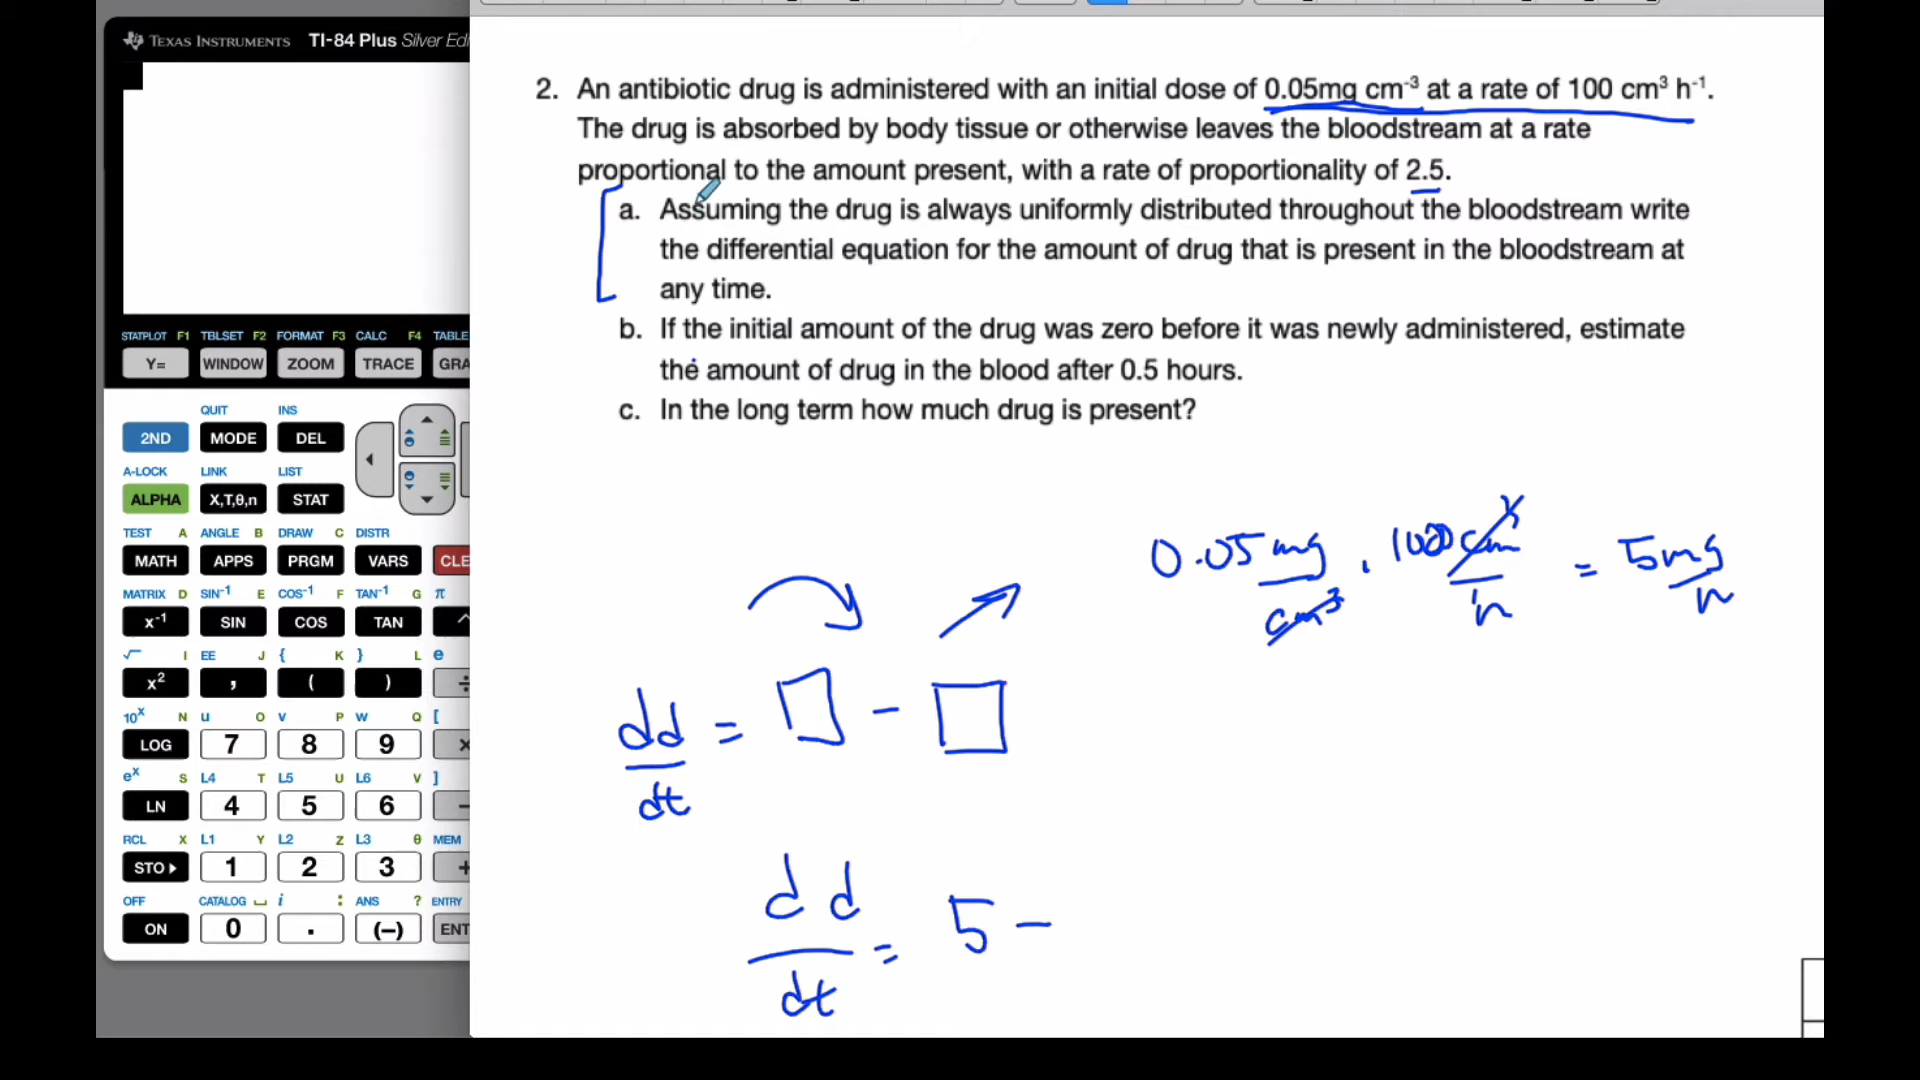 TEXAS INSTRUMENTS TI-84 Plus Silver Edi
STATPLOT F1 TBLSET F2 FORMAT F3 CALC F4 TABLE
Y= WINDOW ZOOM TRACE GRA
QUIT INS
2ND MODE DEL
A-LOCK LINK LIST
ALPHA X,T,θ,n STAT
TEST A ANGLE B DRAW C DISTR
MATH APPS PRGM VARS CLE
MATRIX D SIN⁻¹ E COS⁻¹ F TAN⁻¹ G π
x⁻¹ SIN COS TAN ^
√ I EE J { K } L e
x² , ( ) ÷
10ˣ N u O v P w Q [
LOG 7 8 9 ×
eˣ S L4 T L5 U L6 V ]
LN 4 5 6 −
RCL X L1 Y L2 Z L3 θ MEM
STO▸ 1 2 3 +
OFF CATALOG ⎵ i : ANS ? ENTRY
ON 0 . (−) ENT
2. An antibiotic drug is administered with an initial dose of 0.05mg cm⁻³ at a rate of 100 cm³ h⁻¹.
The drug is absorbed by body tissue or otherwise leaves the bloodstream at a rate
proportional to the amount present, with a rate of proportionality of 2.5.
a. Assuming the drug is always uniformly distributed throughout the bloodstream write
the differential equation for the amount of drug that is present in the bloodstream at
any time.
b. If the initial amount of the drug was zero before it was newly administered, estimate
the amount of drug in the blood after 0.5 hours.
c. In the long term how much drug is present?
0.05 mg/cm³ · 100 cm³/h = 5 mg/h
dd/dt = □ − □
dd/dt = 5 −